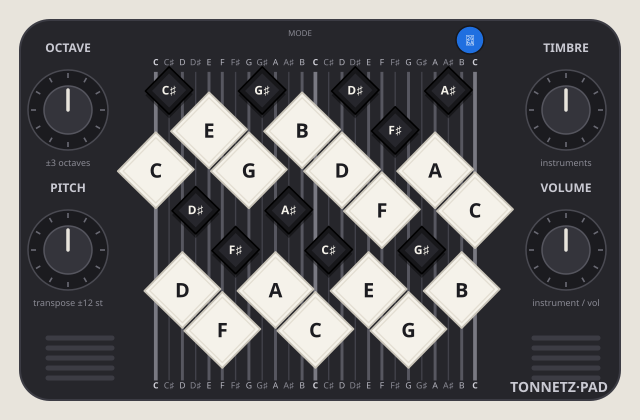 MODE
OCTAVE
TIMBRE
C C♯ D D♯ E F F♯ G G♯ A A♯ B C C♯ D D♯ E F F♯ G G♯ A A♯ B C
C♯ G♯ D♯ A♯
E B F♯
±3 octaves
instruments
C G D A
PITCH
VOLUME
D♯ A♯ F C
F♯ C♯ G♯
D A E B
transpose ±12 st
instrument / vol
F C G
C C♯ D D♯ E F F♯ G G♯ A A♯ B C C♯ D D♯ E F F♯ G G♯ A A♯ B C
TONNETZ·PAD